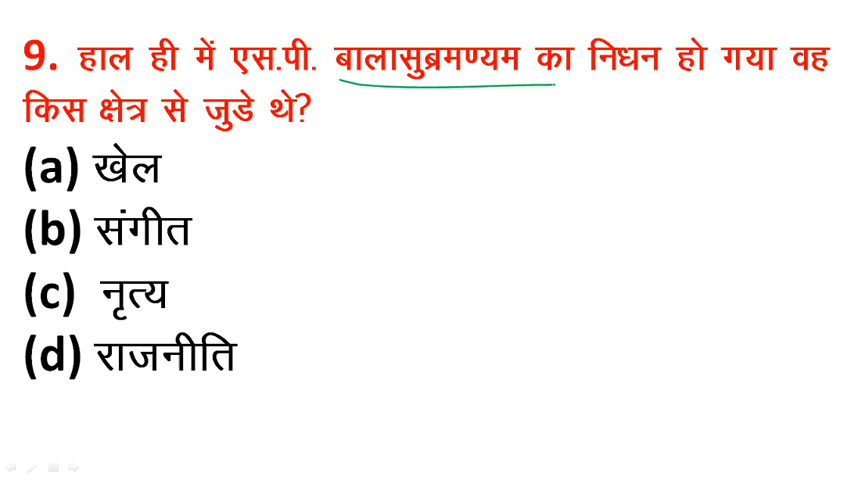 9. हाल ही में एस.पी. बालासुब्रमण्यम का निधन हो गया वह
किस क्षेत्र से जुडे थे?
(a) खेल
(b) संगीत
(c) नृत्य
(d) राजनीति